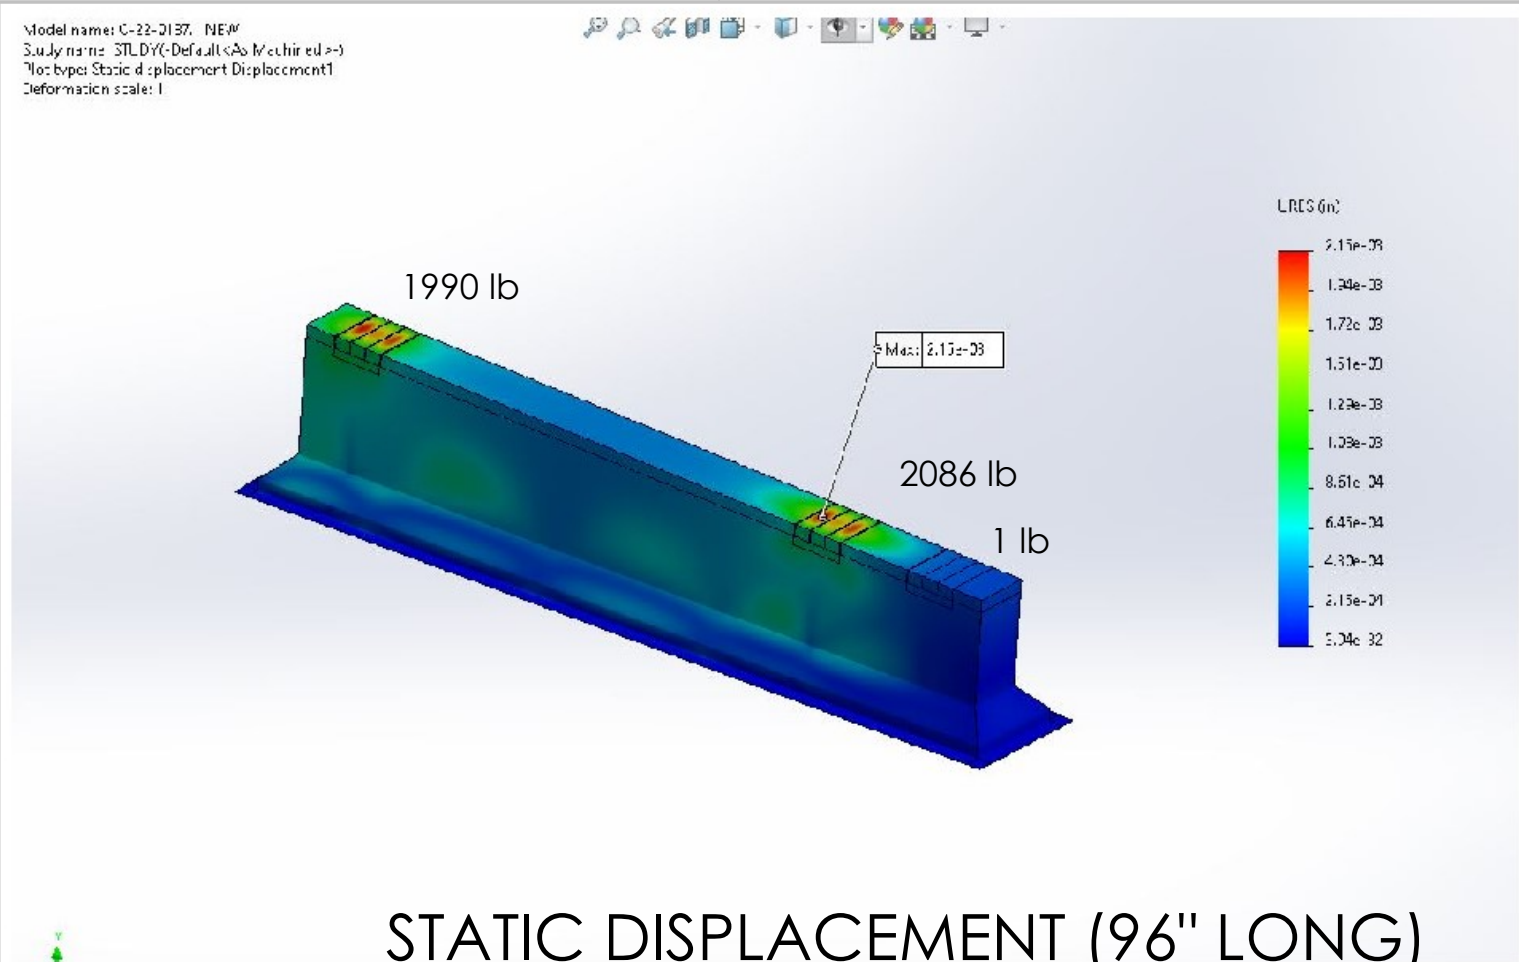 Model name: C-22-0187. NEW
Study name: STUDY(-Default<As Machined>-)
Plot type: Static displacement Displacement1
Deformation scale: 1
URES (in)
2.15e-03
1.94e-03
1.72e-03
1.51e-03
1.29e-03
1.08e-03
8.61e-04
6.45e-04
4.30e-04
2.15e-04
1990 lb
Max: 2.15e-03
2086 lb
1 lb
Y
STATIC DISPLACEMENT (96" LONG)